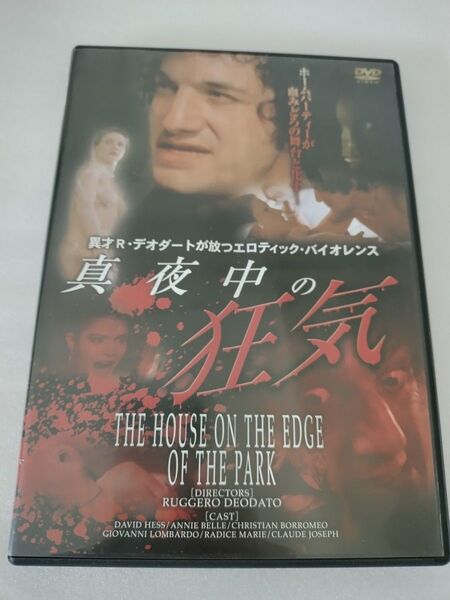 DVD
ホームパーティーが
血みどろの舞台と化す
異才R・デオダートが放つエロティック・バイオレンス
真夜中の
狂気
THE HOUSE ON THE EDGE
OF THE PARK
[DIRECTORS]
RUGGERO DEODATO
[CAST]
DAVID HESS/ANNIE BELLE/CHRISTIAN BORROMEO
GIOVANNI LOMBARDO/RADICE MARIE/CLAUDE JOSEPH